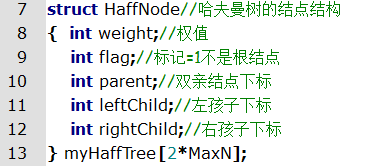 7 struct HaffNode//哈夫曼树的结点结构
8 { int weight;//权值
9 int flag;//标记=1不是根结点
10 int parent;//双亲结点下标
11 int leftChild;//左孩子下标
12 int rightChild;//右孩子下标
13 } myHaffTree[2*MaxN];